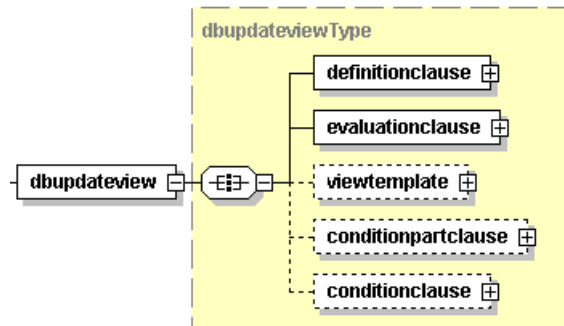 dbupdateviewType
definitionclause
evaluationclause
dbupdateview
viewtemplate
conditionpartclause
conditionclause